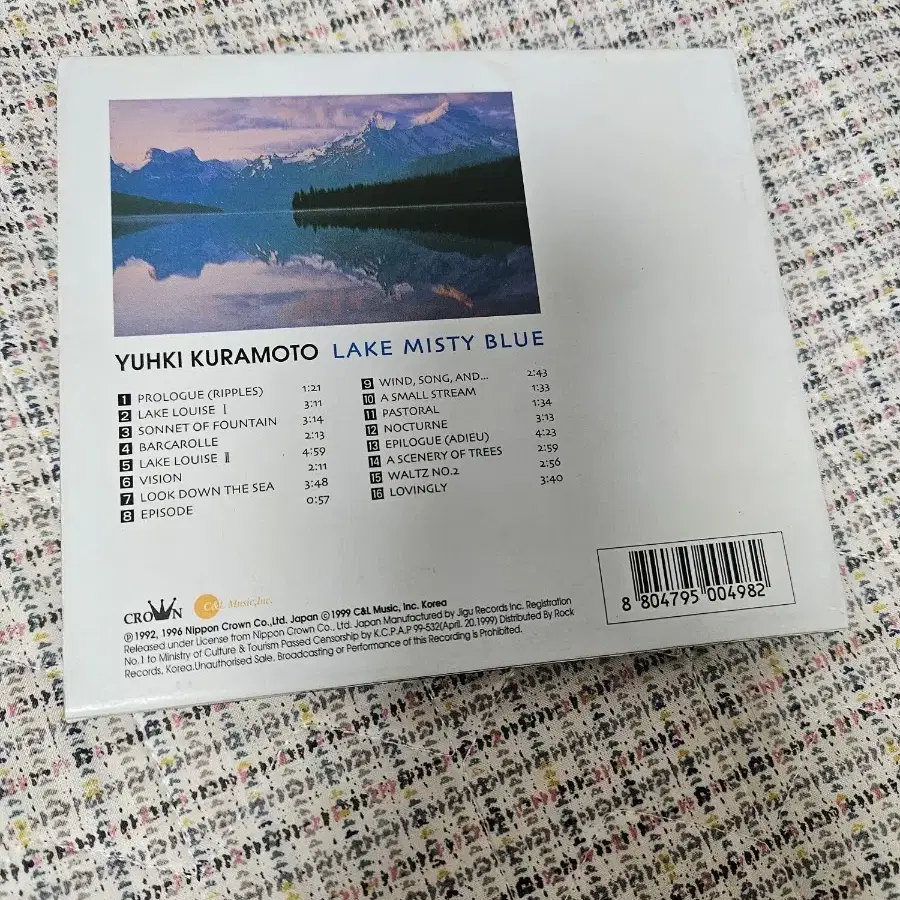 YUHKI KURAMOTO LAKE MISTY BLUE
1 PROLOGUE (RIPPLES) 1:21
2 LAKE LOUISE Ⅰ 3:11
3 SONNET OF FOUNTAIN 3:14
4 BARCAROLLE 2:13
5 LAKE LOUISE Ⅱ 4:59
6 VISION 2:11
7 LOOK DOWN THE SEA 3:48
8 EPISODE 0:57
9 WIND, SONG, AND... 2:43
10 A SMALL STREAM 1:33
11 PASTORAL 1:34
12 NOCTURNE 3:13
13 EPILOGUE (ADIEU) 4:23
14 A SCENERY OF TREES 2:59
15 WALTZ NO.2 2:56
16 LOVINGLY 3:40
CROWN C&L Music,Inc.
℗ 1992, 1996 Nippon Crown Co.,Ltd. Japan © 1999 C&L Music, Inc. Korea
Released under License from Nippon Crown Co., Ltd. Japan Manufactured by Jigu Records Inc. Registration
No.1 to Ministry of Culture & Tourism Passed Censorship by K.C.P.A.P 99-532(April. 20.1999) Distributed By Rock
Records, Korea.Unauthorised Sale, Broadcasting or Performance of this Recording is Prohibited.
8 804795 004982